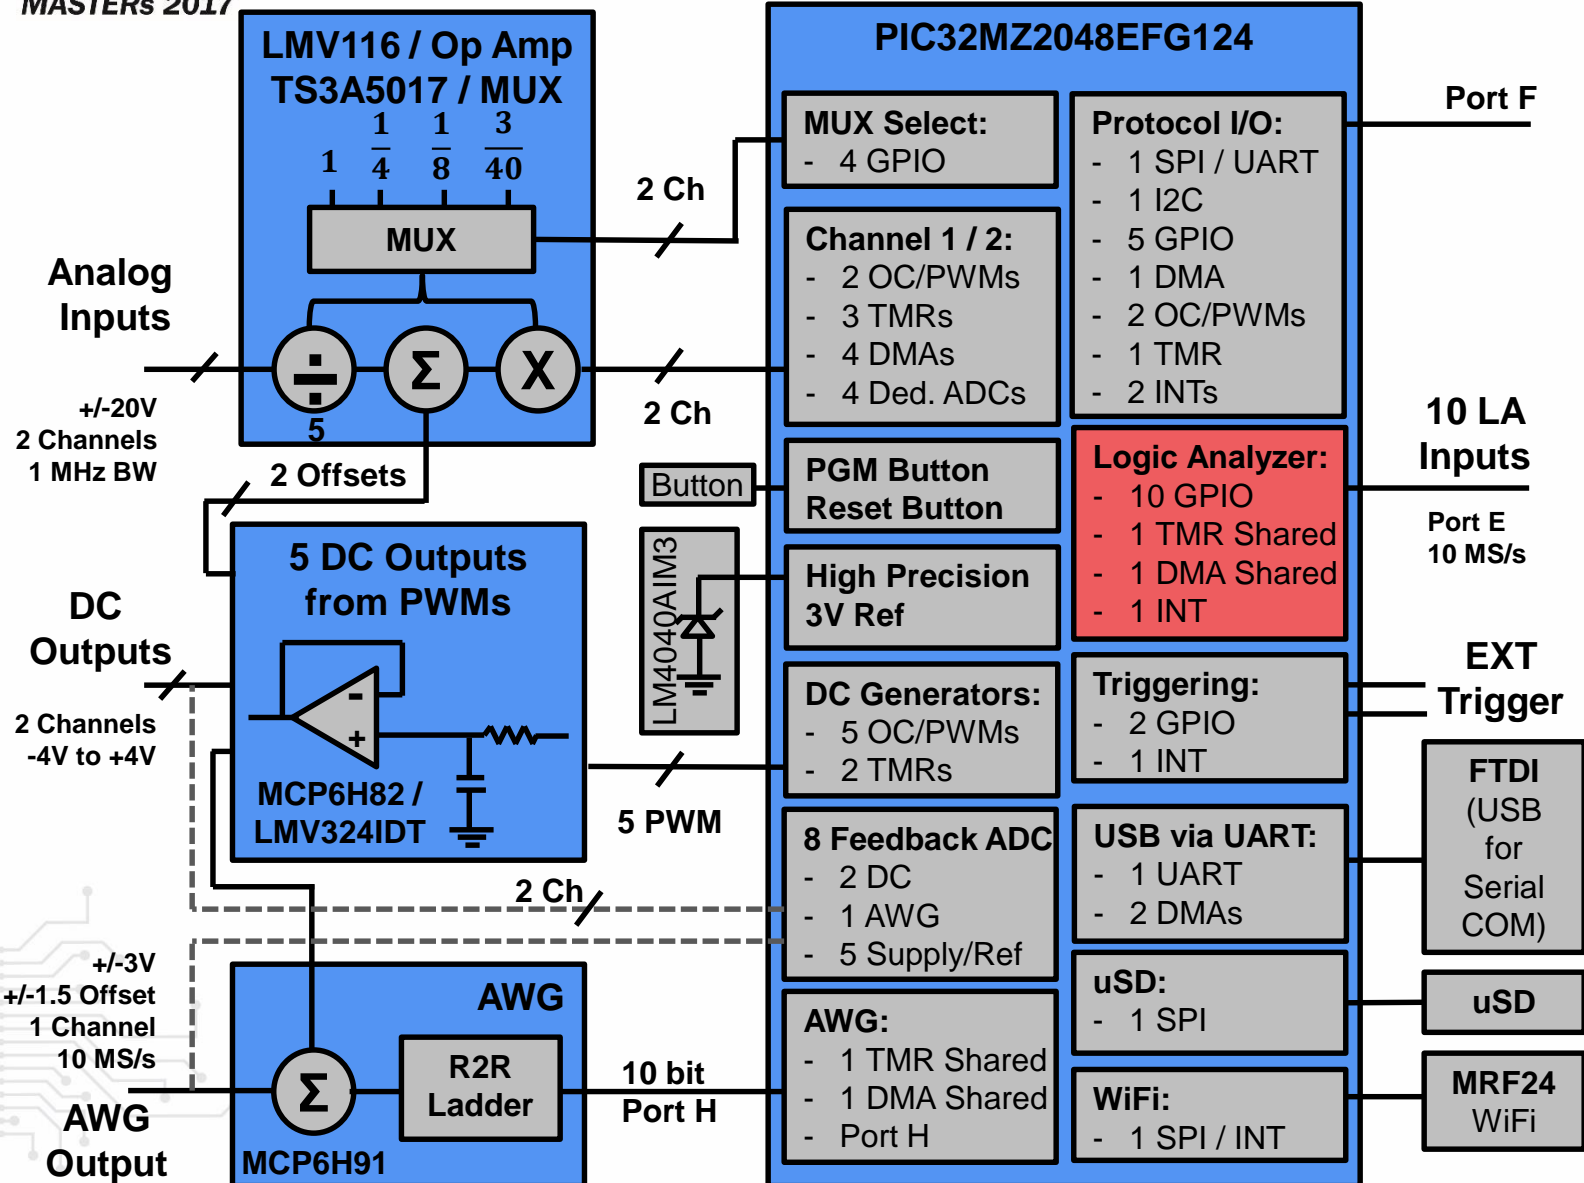 MASTERs 2017
LMV116 / Op Amp
TS3A5017 / MUX
1 1/4 1/8 3/40
MUX
÷ Σ X
5
Analog
Inputs
+/-20V
2 Channels
1 MHz BW
2 Ch
2 Ch
2 Offsets
5 DC Outputs
from PWMs
-
+
MCP6H82 /
LMV324IDT
DC
Outputs
2 Channels
-4V to +4V
5 PWM
2 Ch
+/-3V
+/-1.5 Offset
1 Channel
10 MS/s
AWG
Output
AWG
Σ
R2R
Ladder
MCP6H91
10 bit
Port H
Button
LM4040AIM3
PIC32MZ2048EFG124
MUX Select:
- 4 GPIO
Channel 1 / 2:
- 2 OC/PWMs
- 3 TMRs
- 4 DMAs
- 4 Ded. ADCs
PGM Button
Reset Button
High Precision
3V Ref
DC Generators:
- 5 OC/PWMs
- 2 TMRs
8 Feedback ADC
- 2 DC
- 1 AWG
- 5 Supply/Ref
AWG:
- 1 TMR Shared
- 1 DMA Shared
- Port H
Protocol I/O:
- 1 SPI / UART
- 1 I2C
- 5 GPIO
- 1 DMA
- 2 OC/PWMs
- 1 TMR
- 2 INTs
Logic Analyzer:
- 10 GPIO
- 1 TMR Shared
- 1 DMA Shared
- 1 INT
Triggering:
- 2 GPIO
- 1 INT
USB via UART:
- 1 UART
- 2 DMAs
uSD:
- 1 SPI
WiFi:
- 1 SPI / INT
Port F
10 LA
Inputs
Port E
10 MS/s
EXT
Trigger
FTDI
(USB
for
Serial
COM)
uSD
MRF24
WiFi